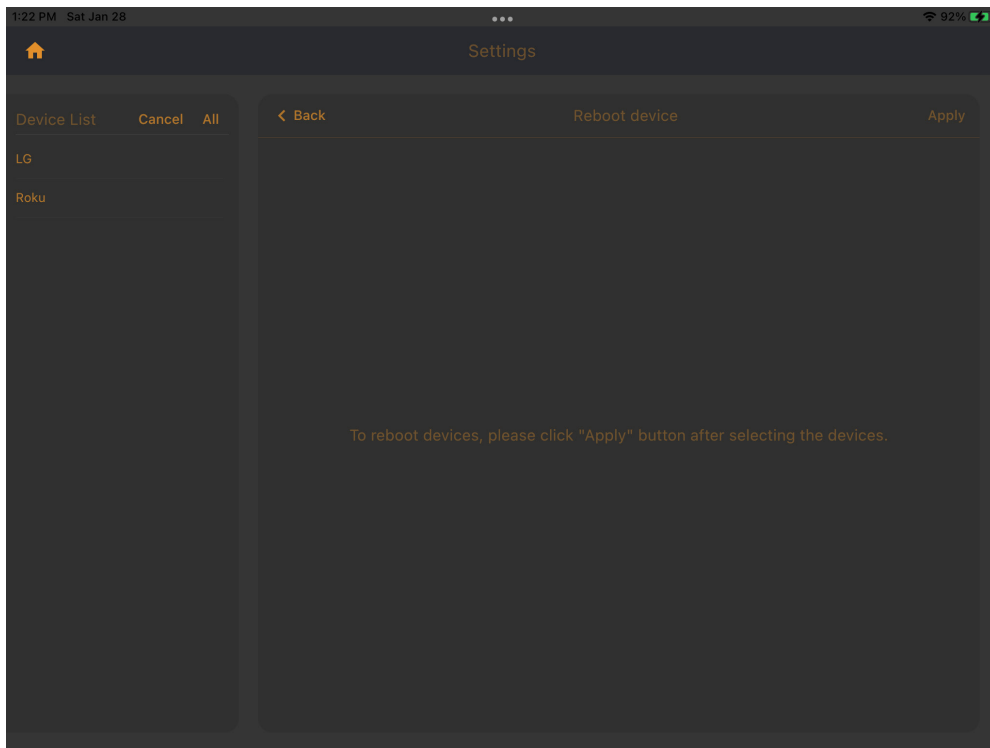 1:22 PM Sat Jan 28
92%
Settings
Device List Cancel All
LG
Roku
Back Reboot device Apply
To reboot devices, please click "Apply" button after selecting the devices.